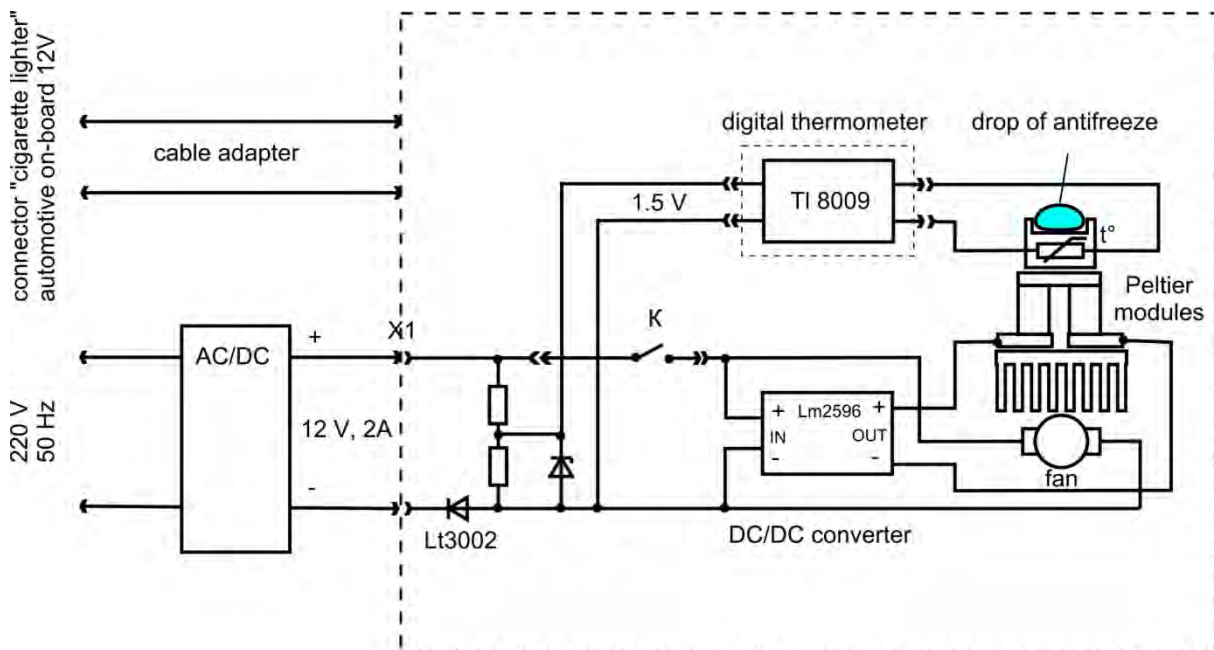 connector "cigarette lighter"
automotive on-board 12V
cable adapter
digital thermometer
drop of antifreeze
1.5 V
TI 8009
t°
Peltier
modules
AC/DC
+
X1
K
220 V
50 Hz
12 V, 2A
-
+ Lm2596 +
IN OUT
- -
fan
Lt3002
DC/DC converter